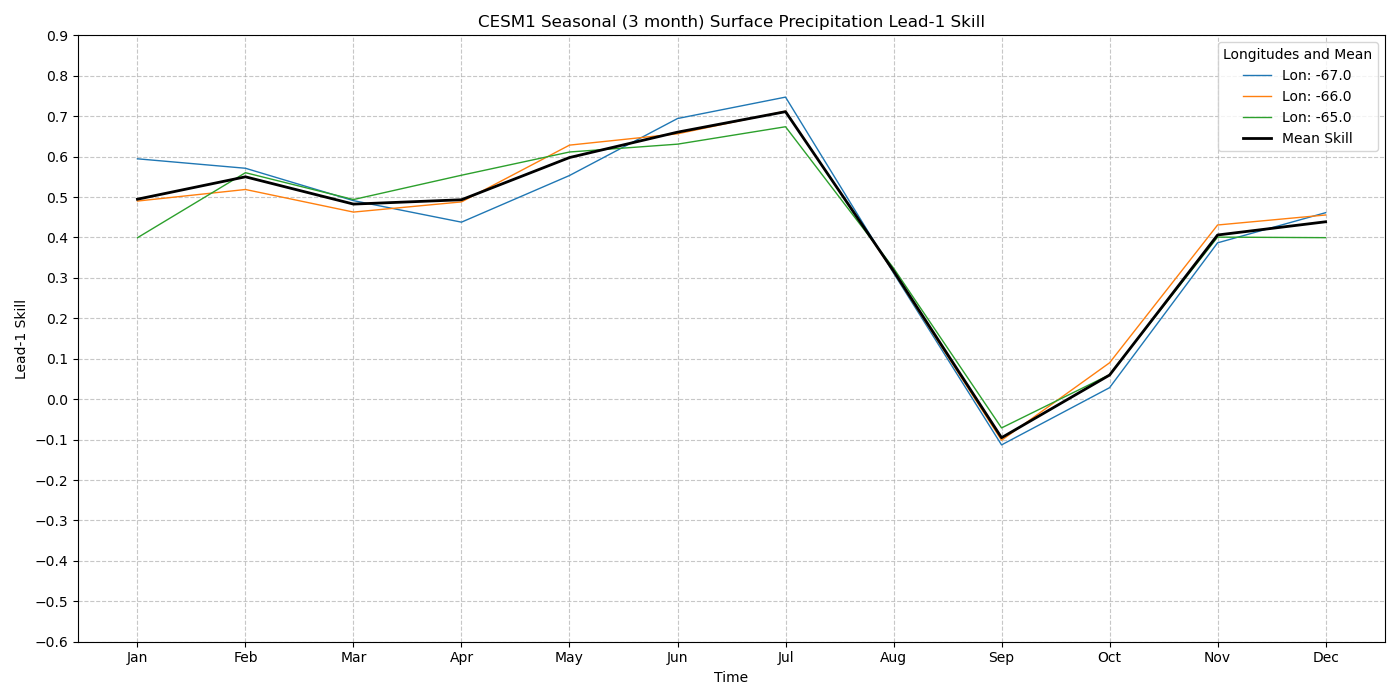 CESM1 Seasonal (3 month) Surface Precipitation Lead-1 Skill
Longitudes and Mean
Lon: -67.0
Lon: -66.0
Lon: -65.0
Mean Skill
Lead-1 Skill
0.9
0.8
0.7
0.6
0.5
0.4
0.3
0.2
0.1
0.0
−0.1
−0.2
−0.3
−0.4
−0.5
−0.6
Jan Feb Mar Apr May Jun Jul Aug Sep Oct Nov Dec
Time